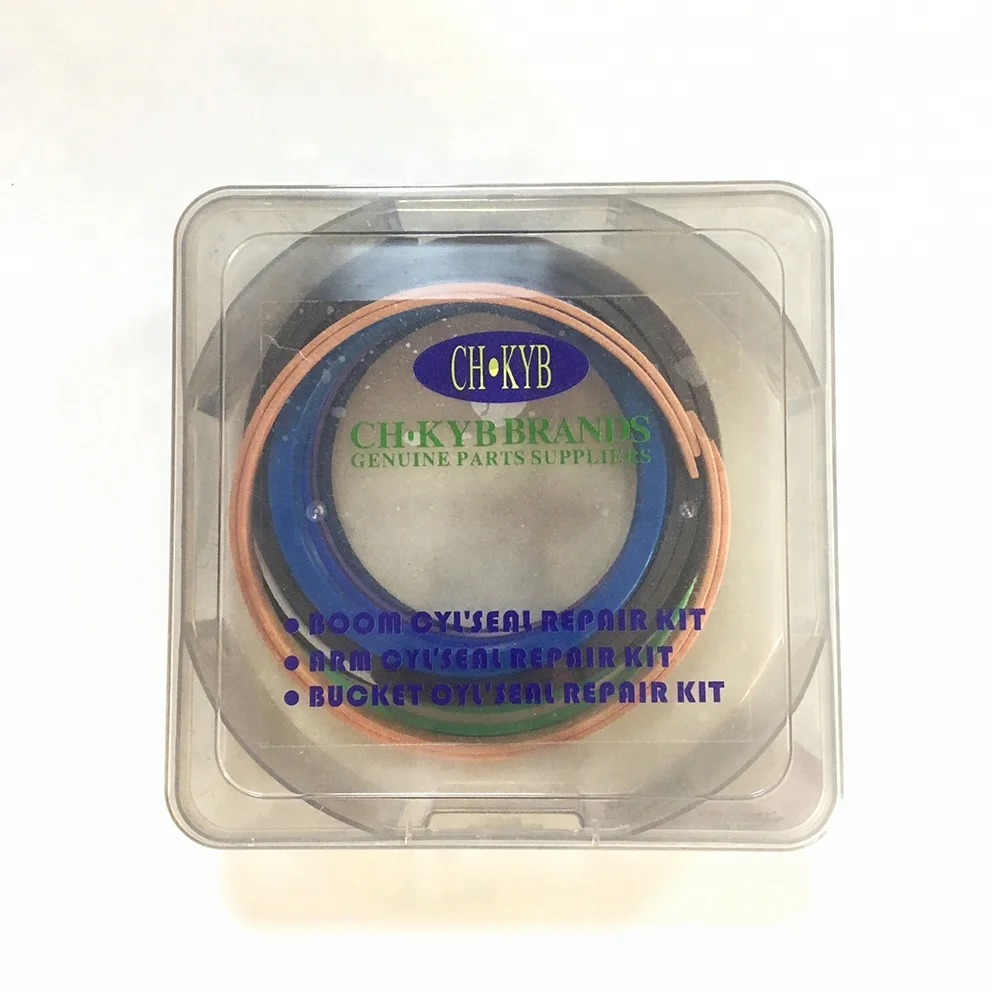 CH•KYB
CH•KYB BRANDS
GENUINE PARTS SUPPLIERS
• BOOM CYL'SEAL REPAIR KIT
• ARM CYL'SEAL REPAIR KIT
• BUCKET CYL'SEAL REPAIR KIT